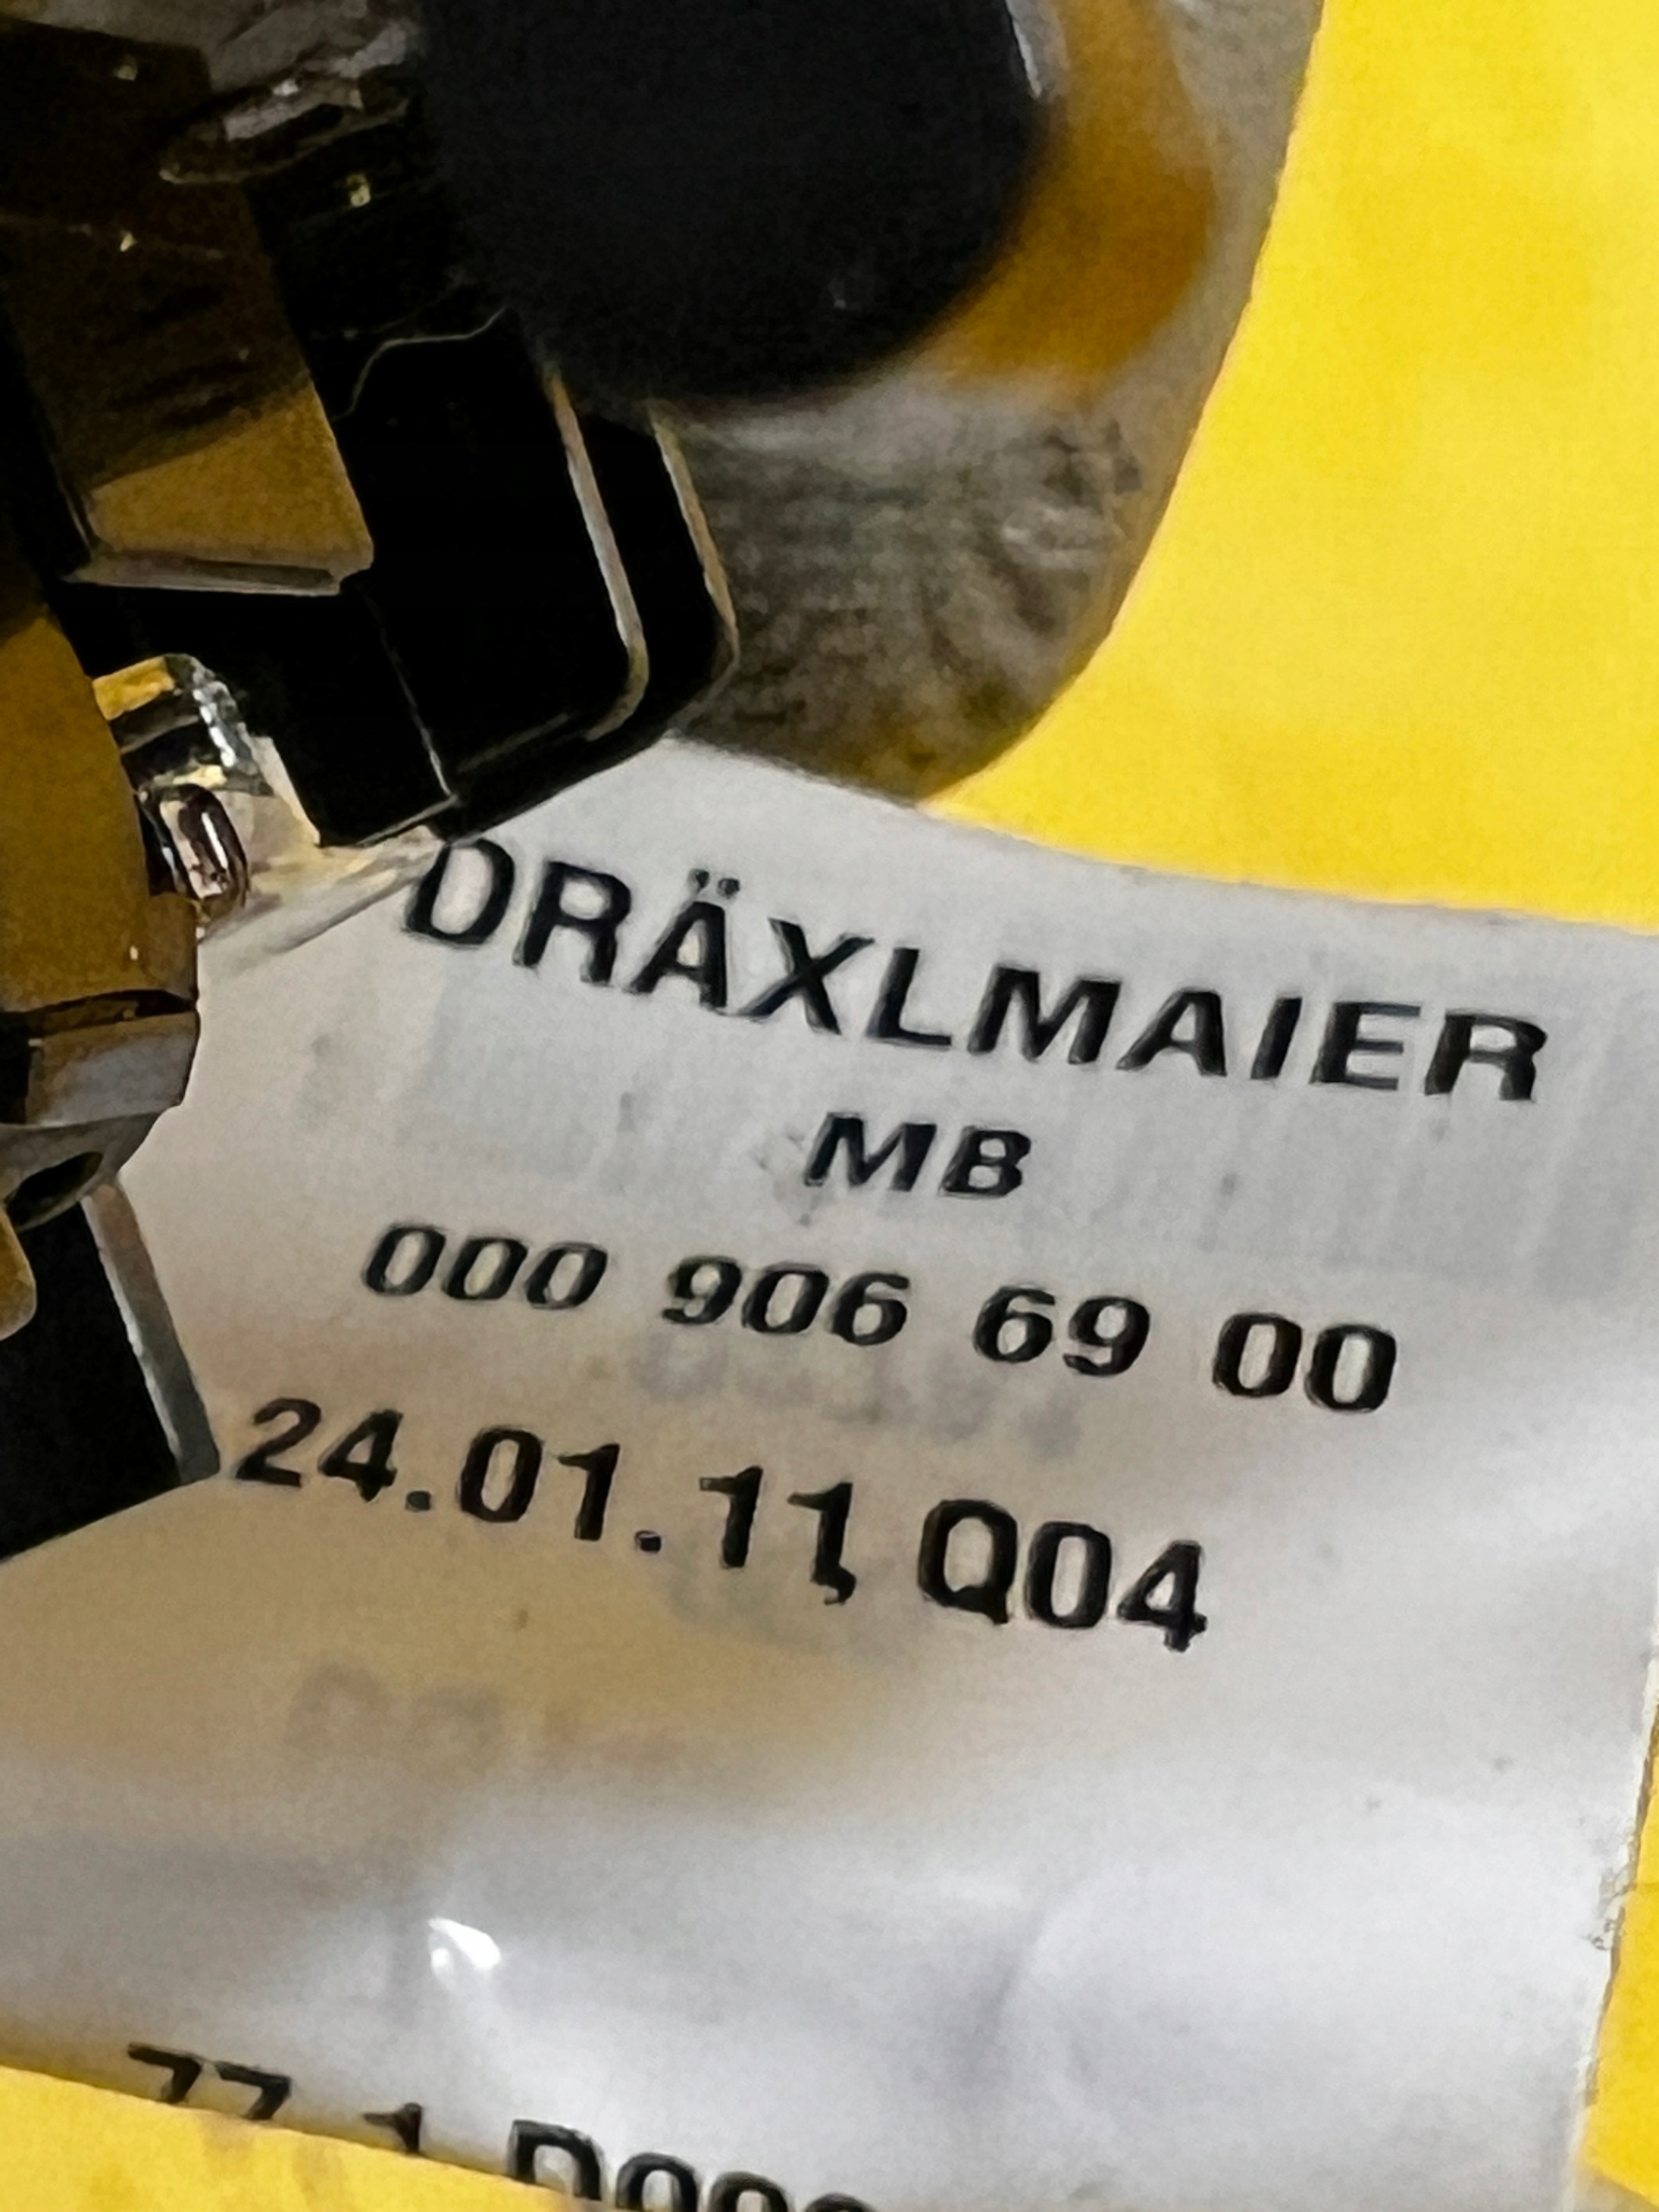 DRÄXLMAIER
MB
000 906 69 00
24.01.11 Q04